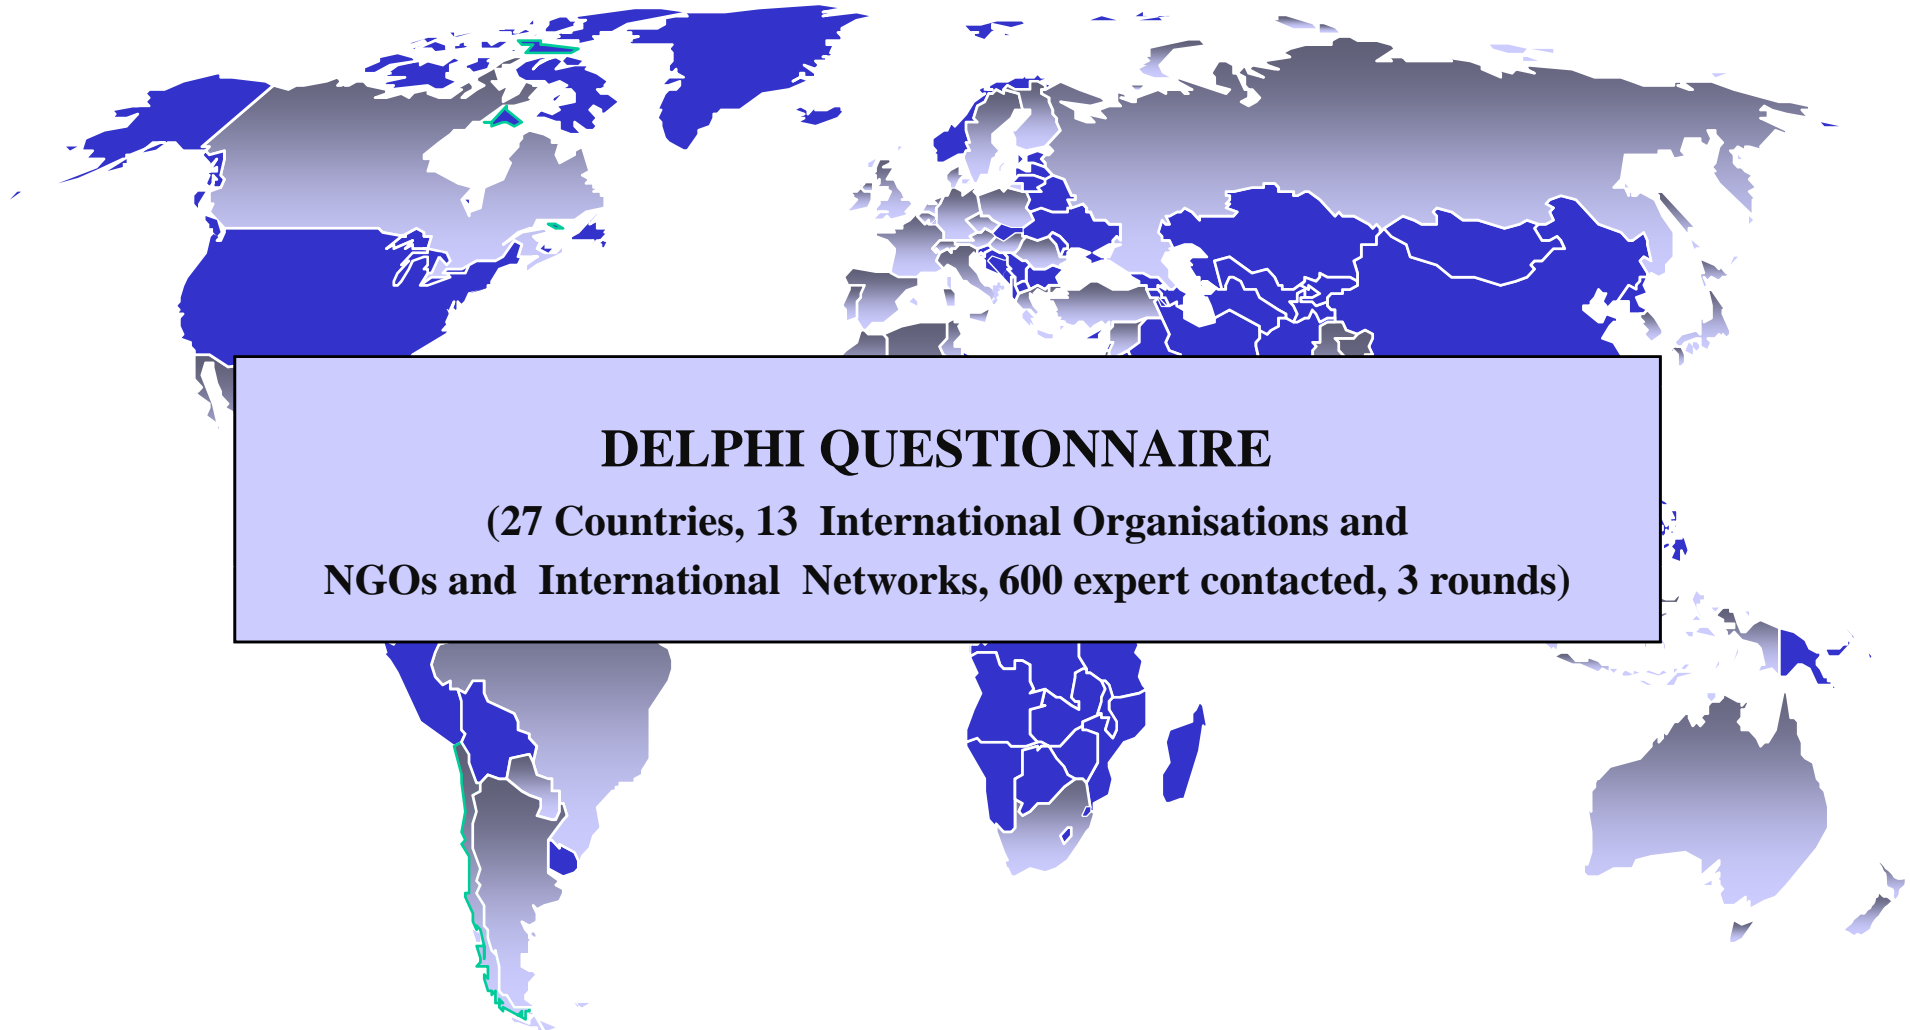 DELPHI QUESTIONNAIRE
(27 Countries, 13 International Organisations and
NGOs and International Networks, 600 expert contacted, 3 rounds)